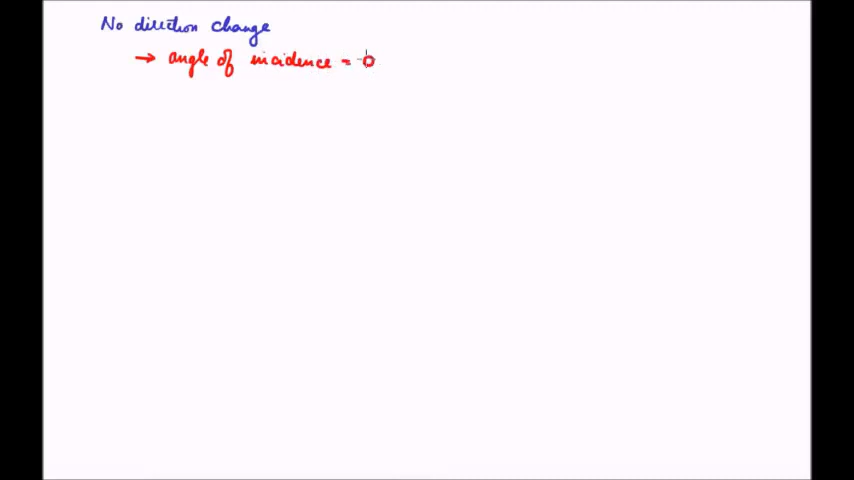 No direction change
→ angle of incidence = 0